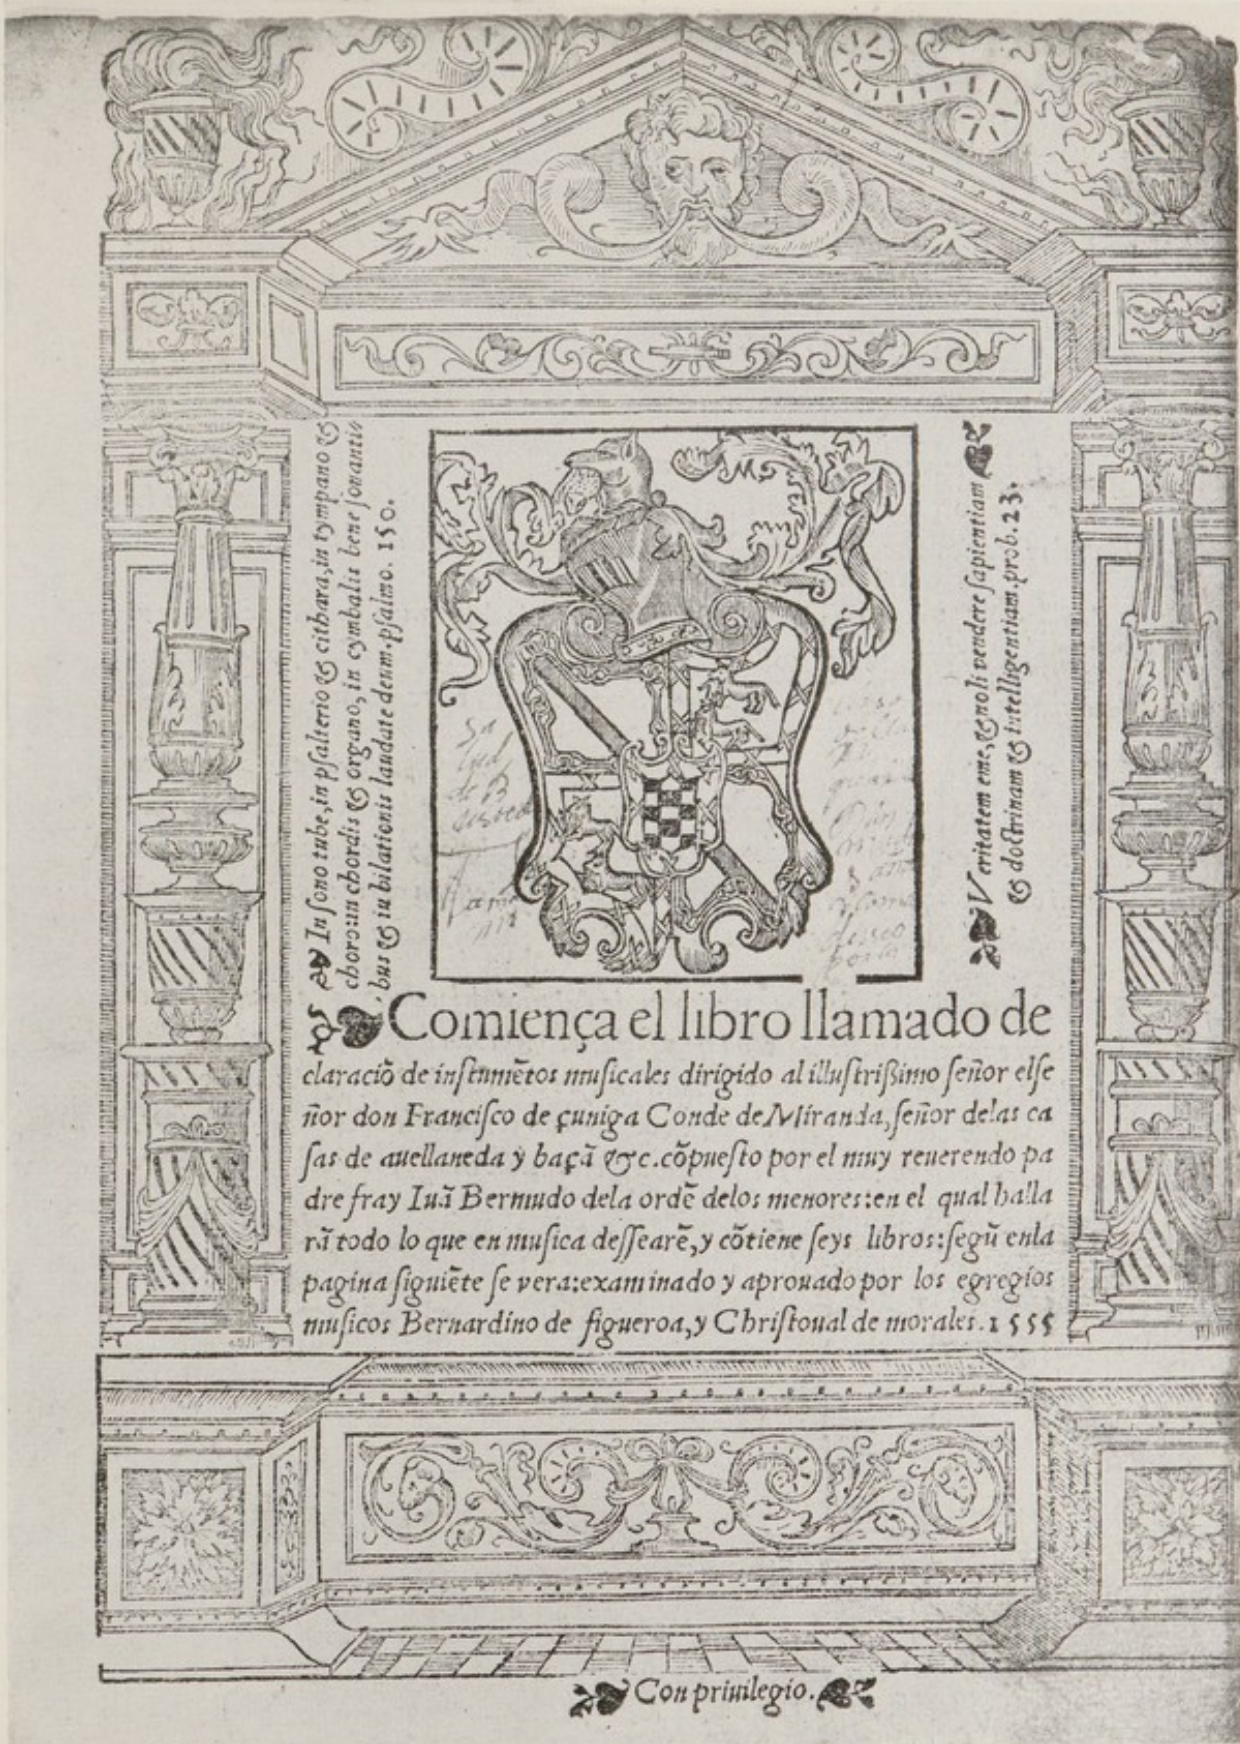 ❧ In sono tube, in psalterio & cithara, in tympano &
choro: in chordis & organo, in cymbalis bene sonantis
bus & iubilationis laudate deum. psalmo. 150.
Veritatem eme, & noli vendere sapientiam
& doctrinam & intelligentiam. prob. 23.
Comiença el libro llamado de
claraciõ de instrumẽtos musicales dirigido al illustrißimo señor el se
ñor don Francisco de çuniga Conde de Miranda, señor delas ca
sas de auellaneda y baçã &c. cõpuesto por el muy reuerendo pa
dre fray Iuã Bermudo dela ordẽ delos menores: en el qual halla
rã todo lo que en musica dessearẽ, y cõtiene seys libros: segũ enla
pagina siguiẽte se vera: examinado y aprouado por los egregios
musicos Bernardino de figueroa, y Christoual de morales. 1555
Con priuilegio.